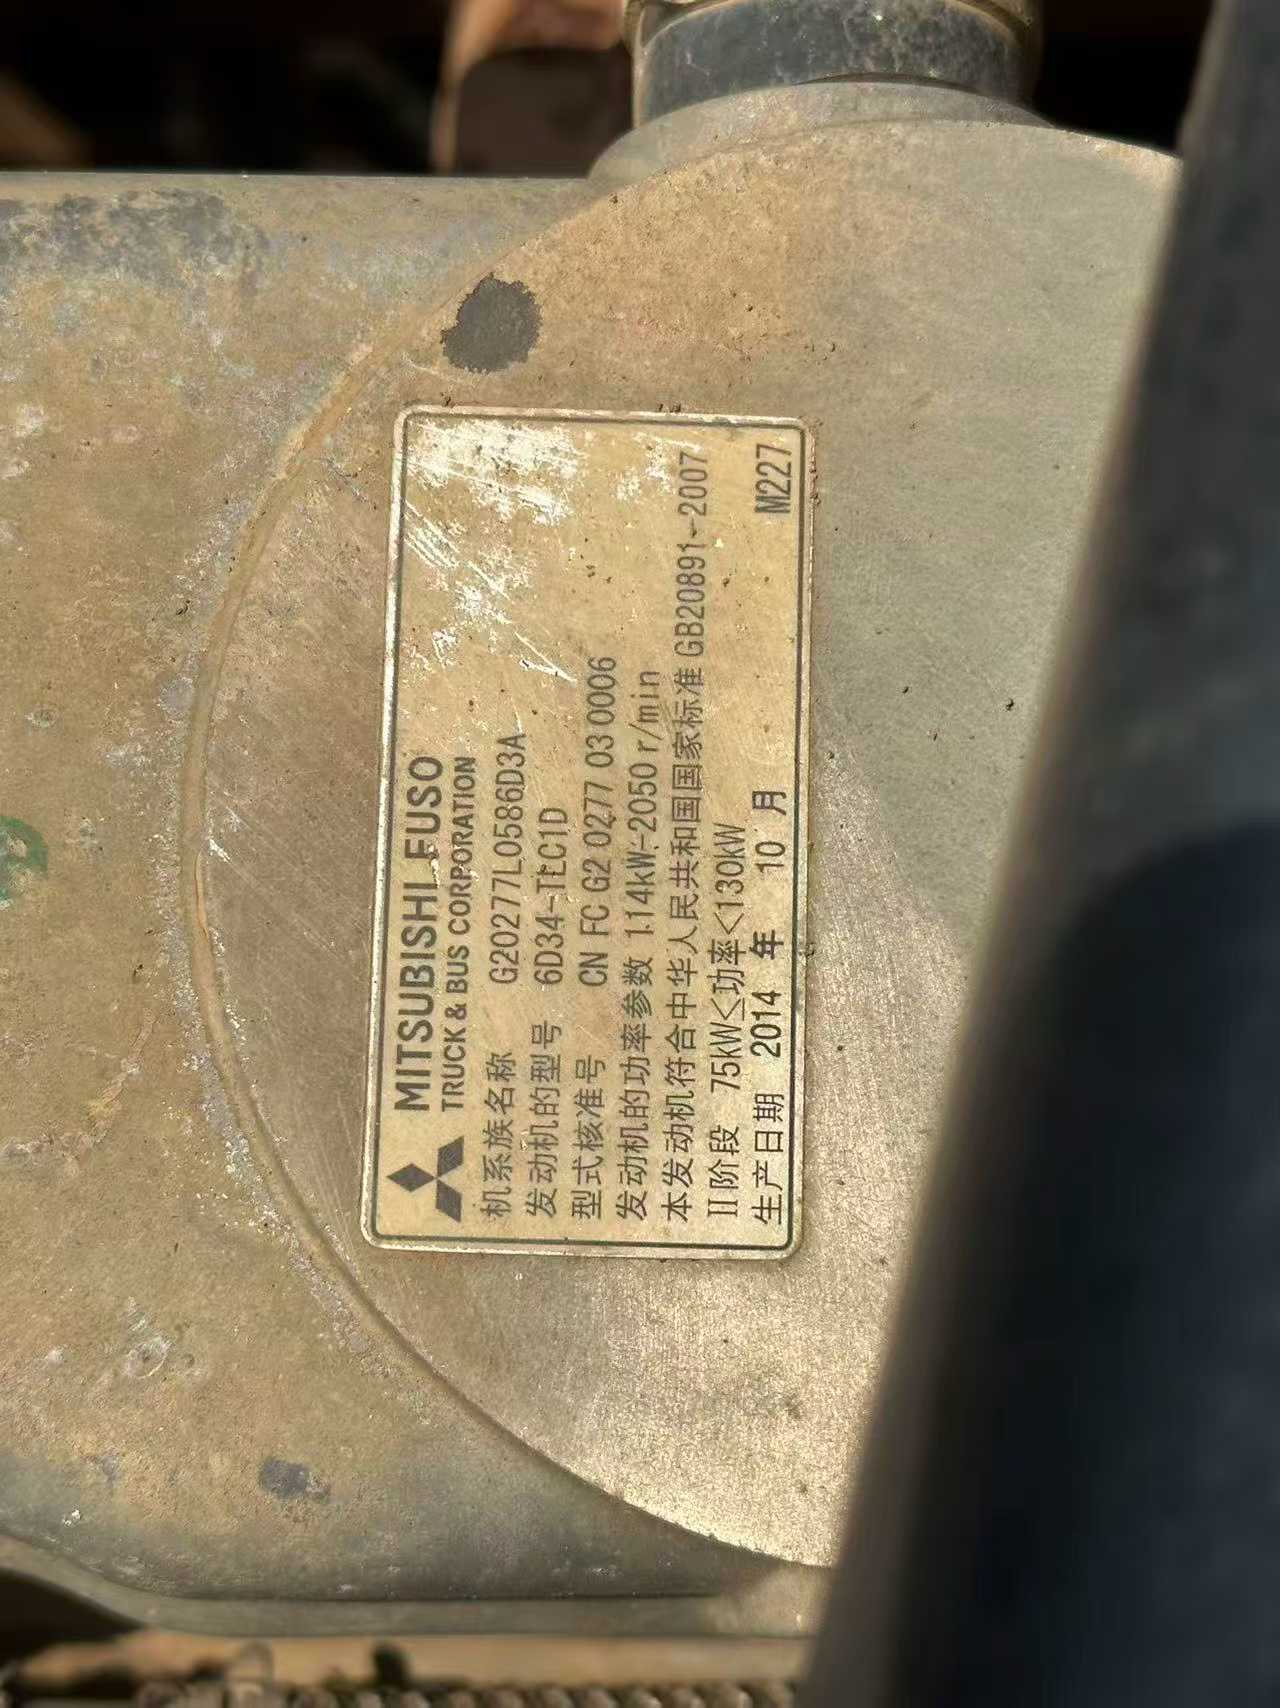 MITSUBISHI FUSO
TRUCK & BUS CORPORATION
机系族名称 G20277L0586D3A
发动机的型号 6D34-TLC1D
型式核准号 CN FC G2 0277 03 0006
发动机的功率参数 114kW-2050 r/min
本发动机符合中华人民共和国国家标准 GB20891-2007
II阶段 75kW≤功率<130kW
生产日期 2014 年 10 月 M227